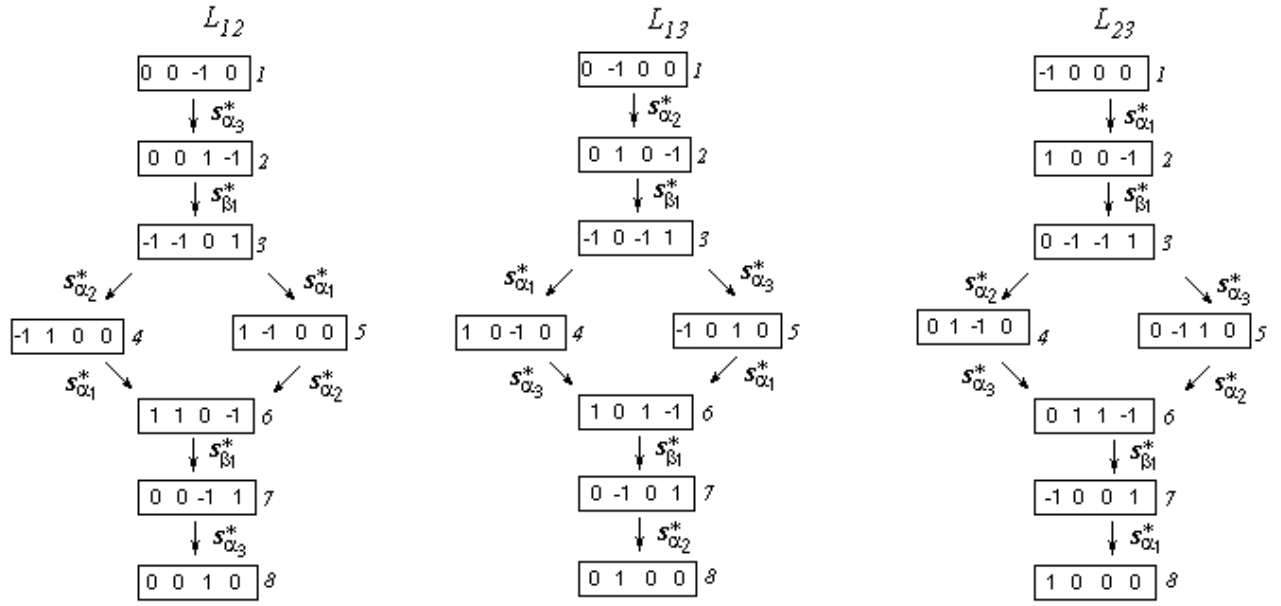 L₁₂ L₁₃ L₂₃
0 0 -1 0 1 0 -1 0 0 1 -1 0 0 0 1
s*α₃ s*α₂ s*α₁
0 0 1 -1 2 0 1 0 -1 2 1 0 0 -1 2
s*β₁ s*β₁ s*β₁
-1 -1 0 1 3 -1 0 -1 1 3 0 -1 -1 1 3
s*α₂ s*α₁ s*α₁ s*α₃ s*α₂ s*α₃
-1 1 0 0 4 1 -1 0 0 5 1 0 -1 0 4 -1 0 1 0 5 0 1 -1 0 4 0 -1 1 0 5
s*α₁ s*α₂ s*α₃ s*α₁ s*α₃ s*α₂
1 1 0 -1 6 1 0 1 -1 6 0 1 1 -1 6
s*β₁ s*β₁ s*β₁
0 0 -1 1 7 0 -1 0 1 7 -1 0 0 1 7
s*α₃ s*α₂ s*α₁
0 0 1 0 8 0 1 0 0 8 1 0 0 0 8